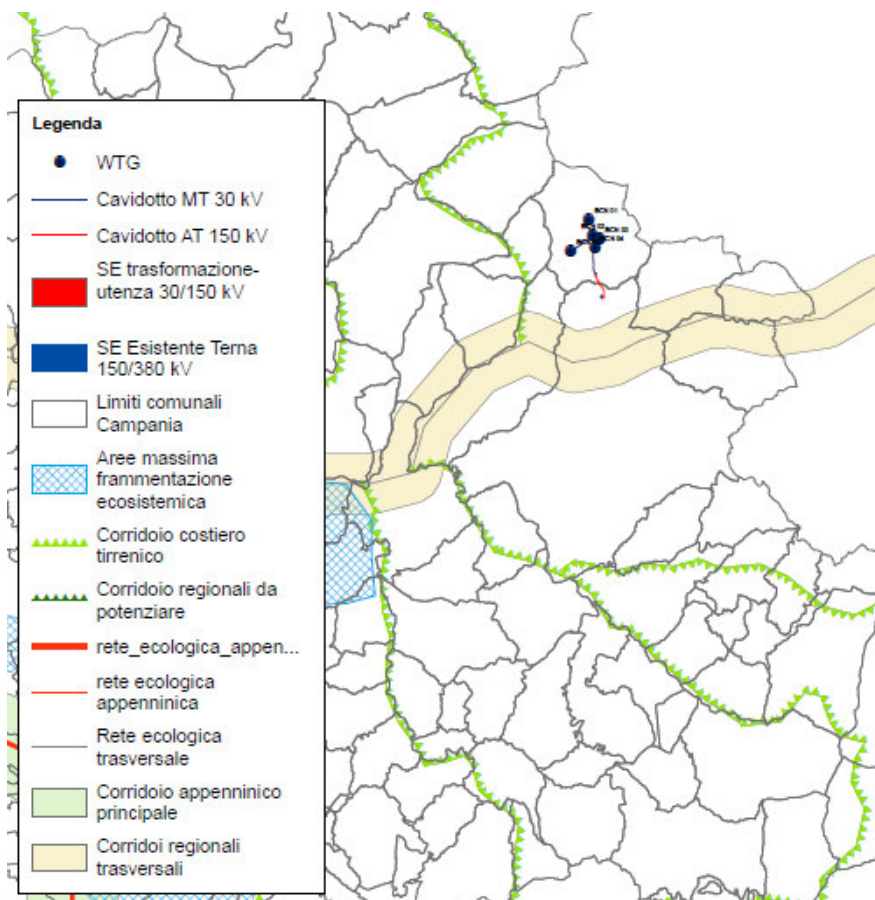 Legenda
WTG
Cavidotto MT 30 kV
Cavidotto AT 150 kV
SE trasformazione-
utenza 30/150 kV
SE Esistente Terna
150/380 kV
Limiti comunali
Campania
Aree massima
frammentazione
ecosistemica
Corridoio costiero
tirrenico
Corridoio regionali da
potenziare
rete_ecologica_appen...
rete ecologica
appenninica
Rete ecologica
trasversale
Corridoio appenninico
principale
Corridoi regionali
trasversali
BCN 01